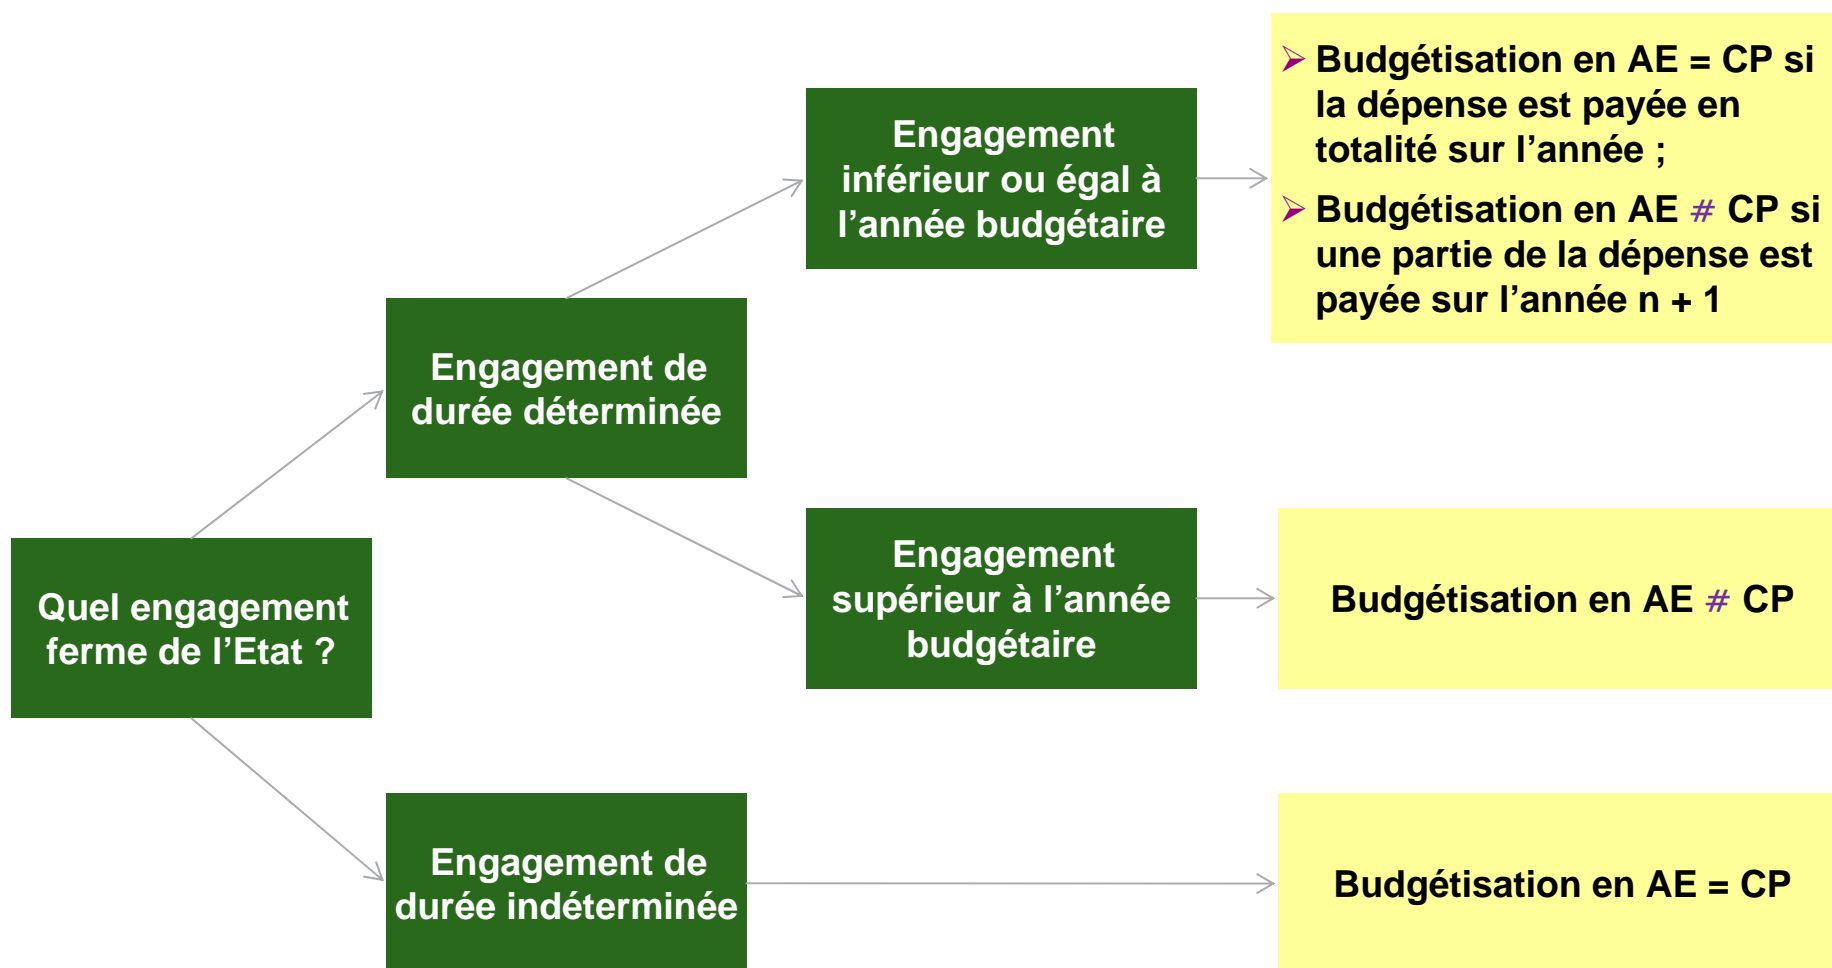 Quel engagement
ferme de l’Etat ?
Engagement de
durée déterminée
Engagement
inférieur ou égal à
l’année budgétaire
➢ Budgétisation en AE = CP si
la dépense est payée en
totalité sur l’année ;
➢ Budgétisation en AE # CP si
une partie de la dépense est
payée sur l’année n + 1
Engagement
supérieur à l’année
budgétaire
Budgétisation en AE # CP
Engagement de
durée indéterminée
Budgétisation en AE = CP